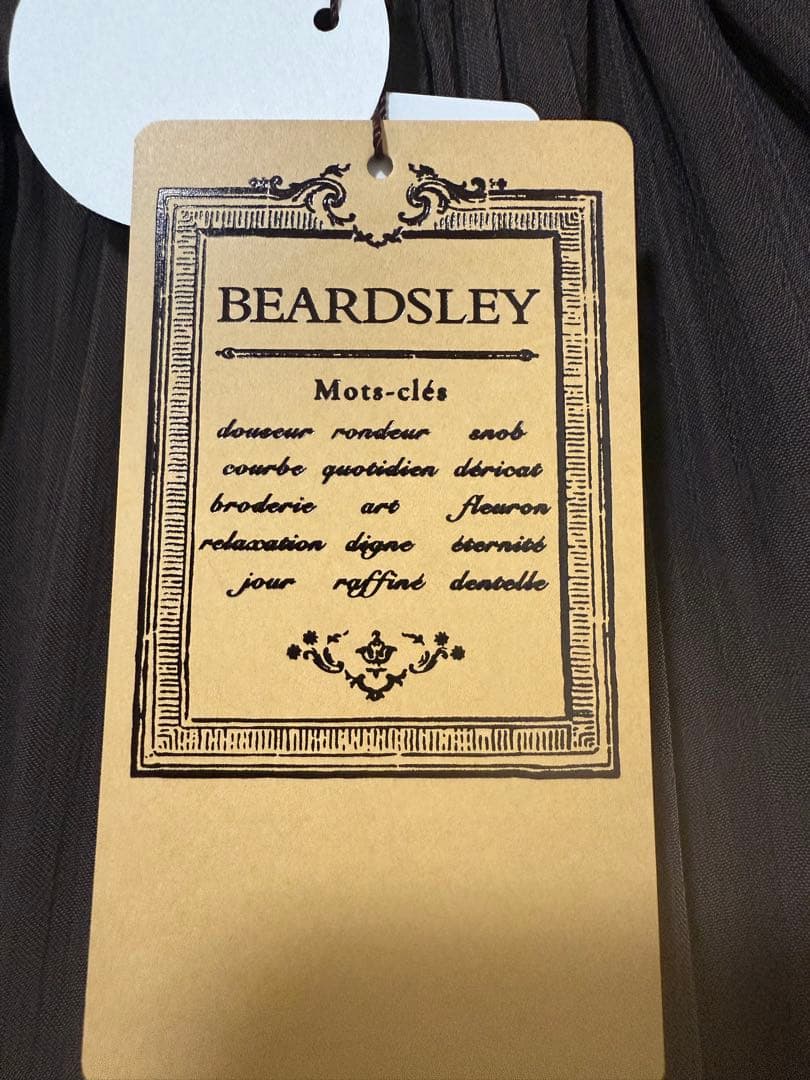 BEARDSLEY
Mots-clés
douceur rondeur snob
courbe quotidien déricat
broderie art fleuron
relaxation digne éternité
jour raffiné dentelle